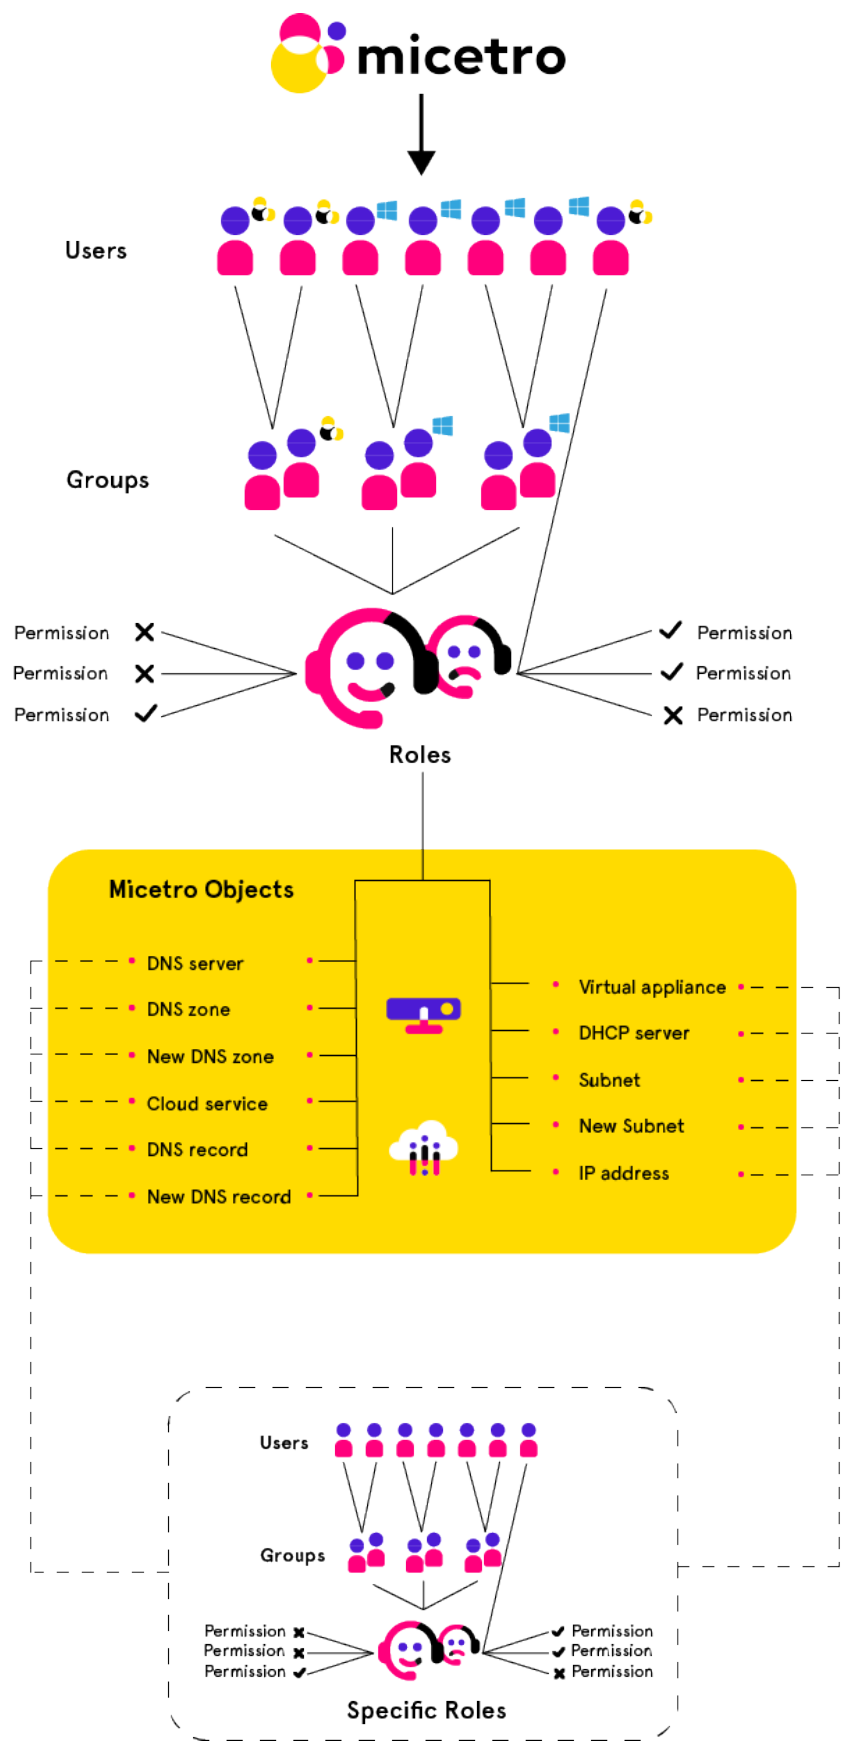 micetro
Users
Groups
Permission
Permission
Permission
Permission
Permission
Permission
Roles
Micetro Objects
DNS server
DNS zone
New DNS zone
Cloud service
DNS record
New DNS record
Virtual appliance
DHCP server
Subnet
New Subnet
IP address
Users
Groups
Permission
Permission
Permission
Permission
Permission
Permission
Specific Roles